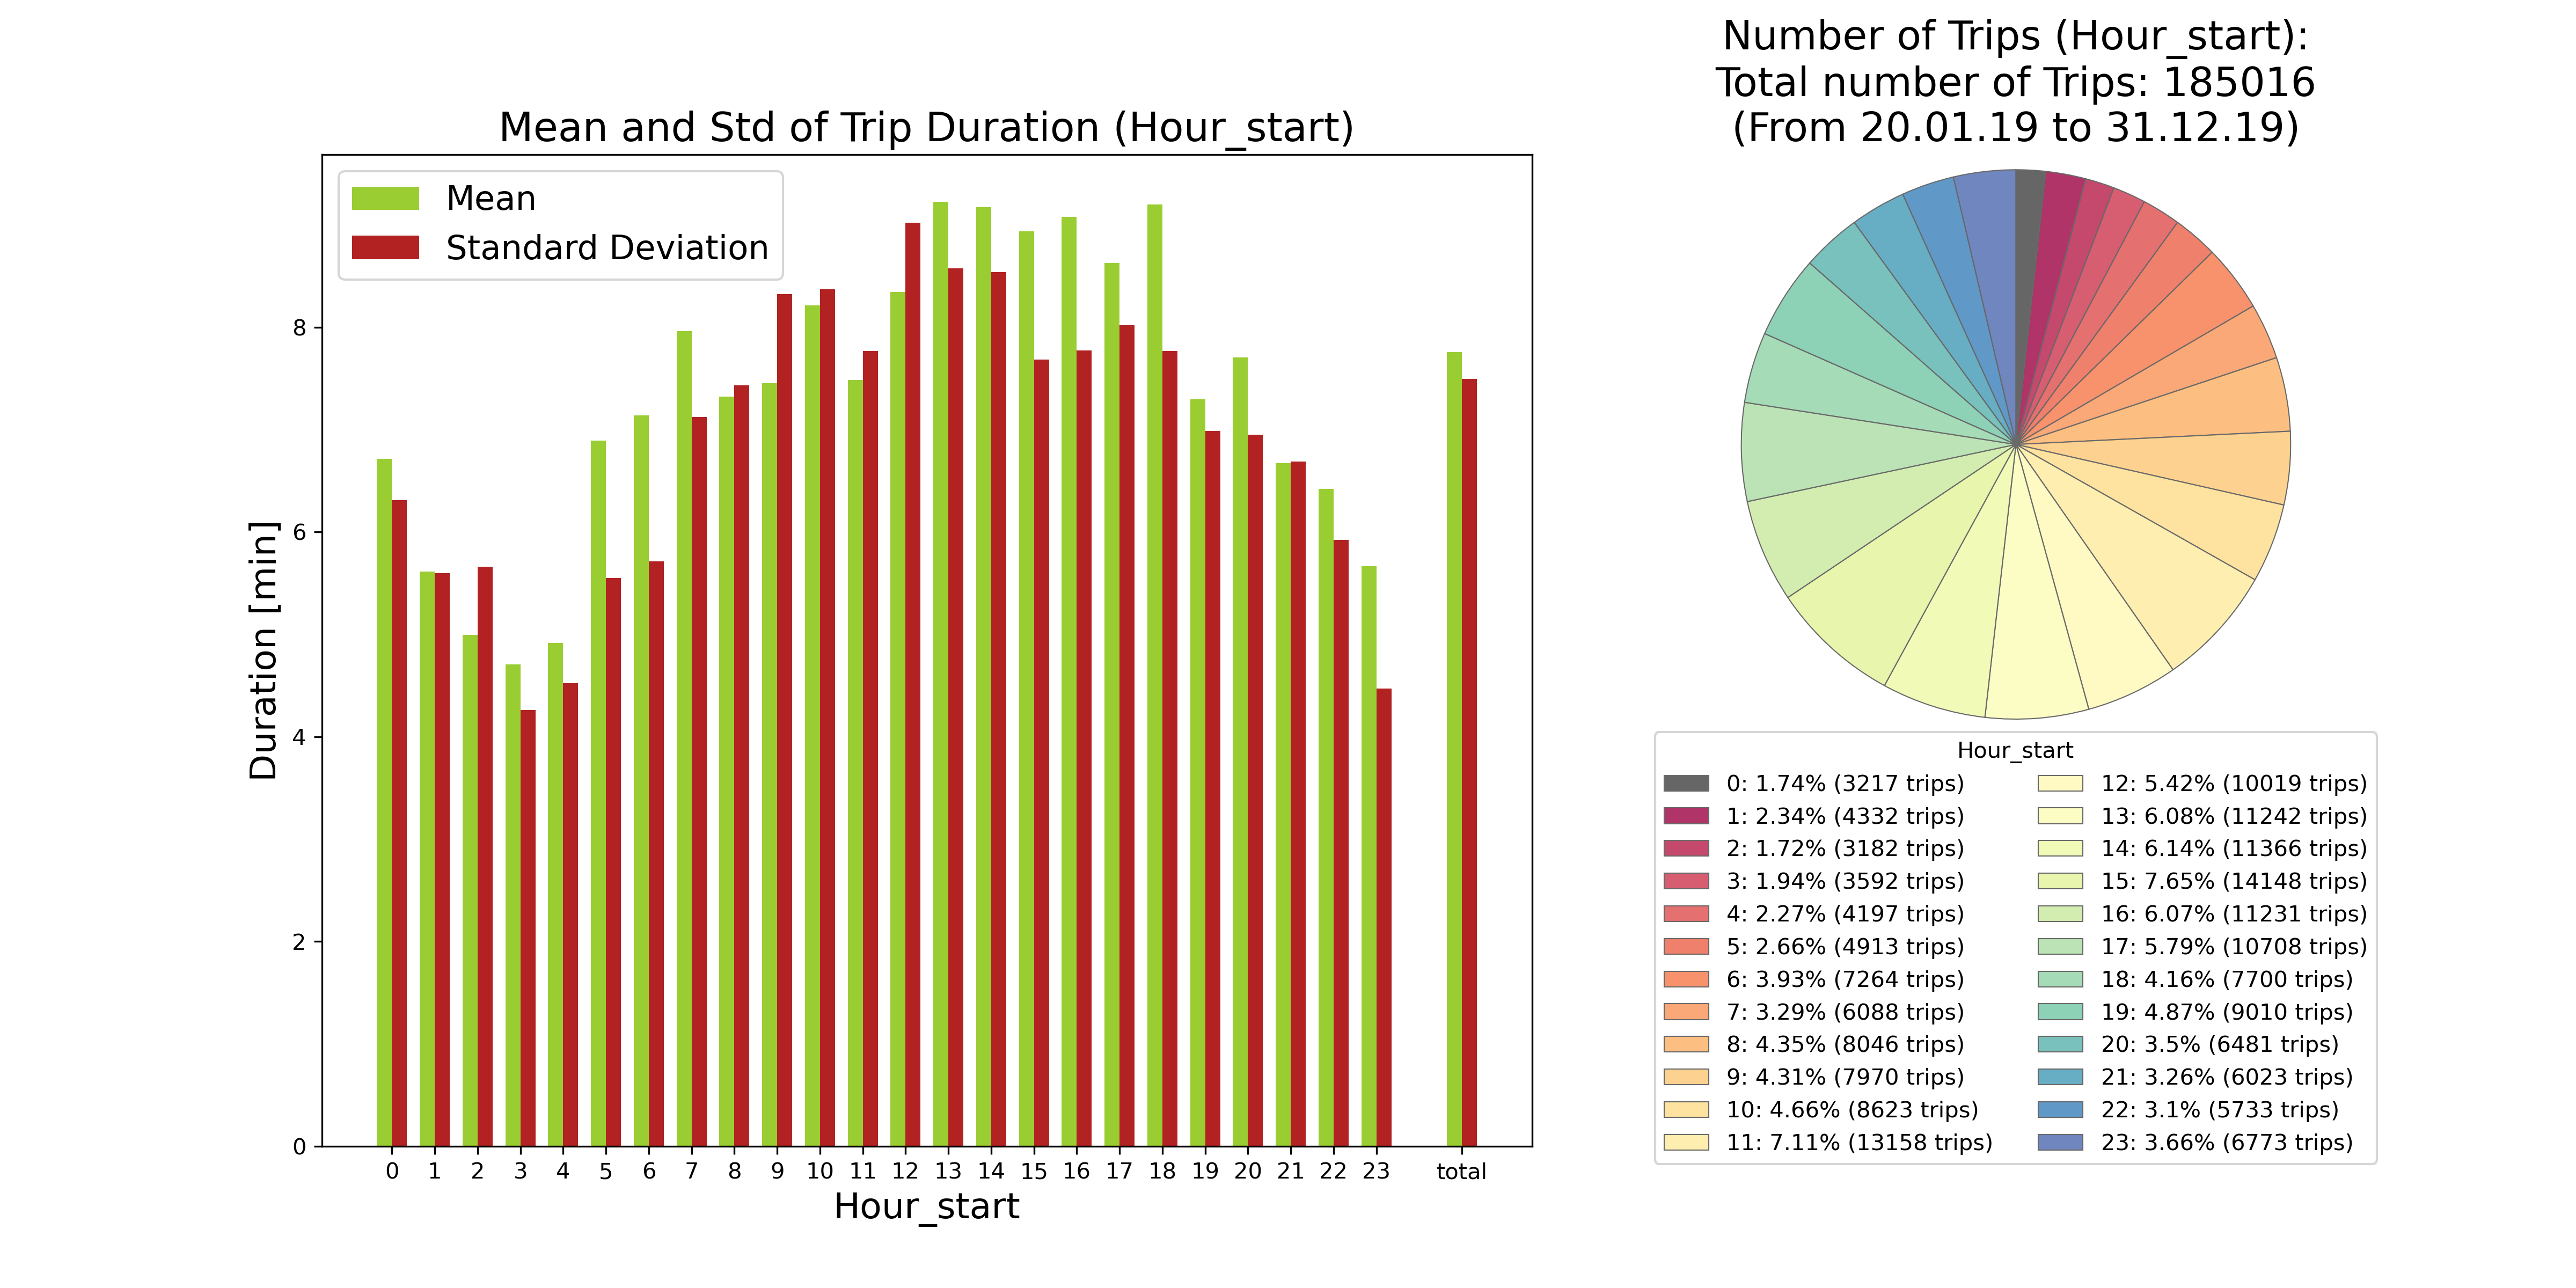 Mean and Std of Trip Duration (Hour_start)
Mean
Standard Deviation
Duration [min]
8
6
4
2
0
0 1 2 3 4 5 6 7 8 9 10 11 12 13 14 15 16 17 18 19 20 21 22 23 total
Hour_start
Number of Trips (Hour_start):
Total number of Trips: 185016
(From 20.01.19 to 31.12.19)
Hour_start
0: 1.74% (3217 trips)
1: 2.34% (4332 trips)
2: 1.72% (3182 trips)
3: 1.94% (3592 trips)
4: 2.27% (4197 trips)
5: 2.66% (4913 trips)
6: 3.93% (7264 trips)
7: 3.29% (6088 trips)
8: 4.35% (8046 trips)
9: 4.31% (7970 trips)
10: 4.66% (8623 trips)
11: 7.11% (13158 trips)
12: 5.42% (10019 trips)
13: 6.08% (11242 trips)
14: 6.14% (11366 trips)
15: 7.65% (14148 trips)
16: 6.07% (11231 trips)
17: 5.79% (10708 trips)
18: 4.16% (7700 trips)
19: 4.87% (9010 trips)
20: 3.5% (6481 trips)
21: 3.26% (6023 trips)
22: 3.1% (5733 trips)
23: 3.66% (6773 trips)